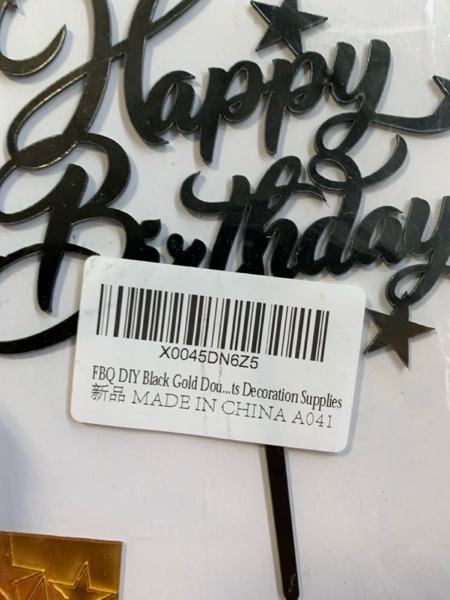 Happy
Birthday
X0045DN6Z5
FBQ DIY Black Gold Dou...ts Decoration Supplies
新品 MADE IN CHINA A041